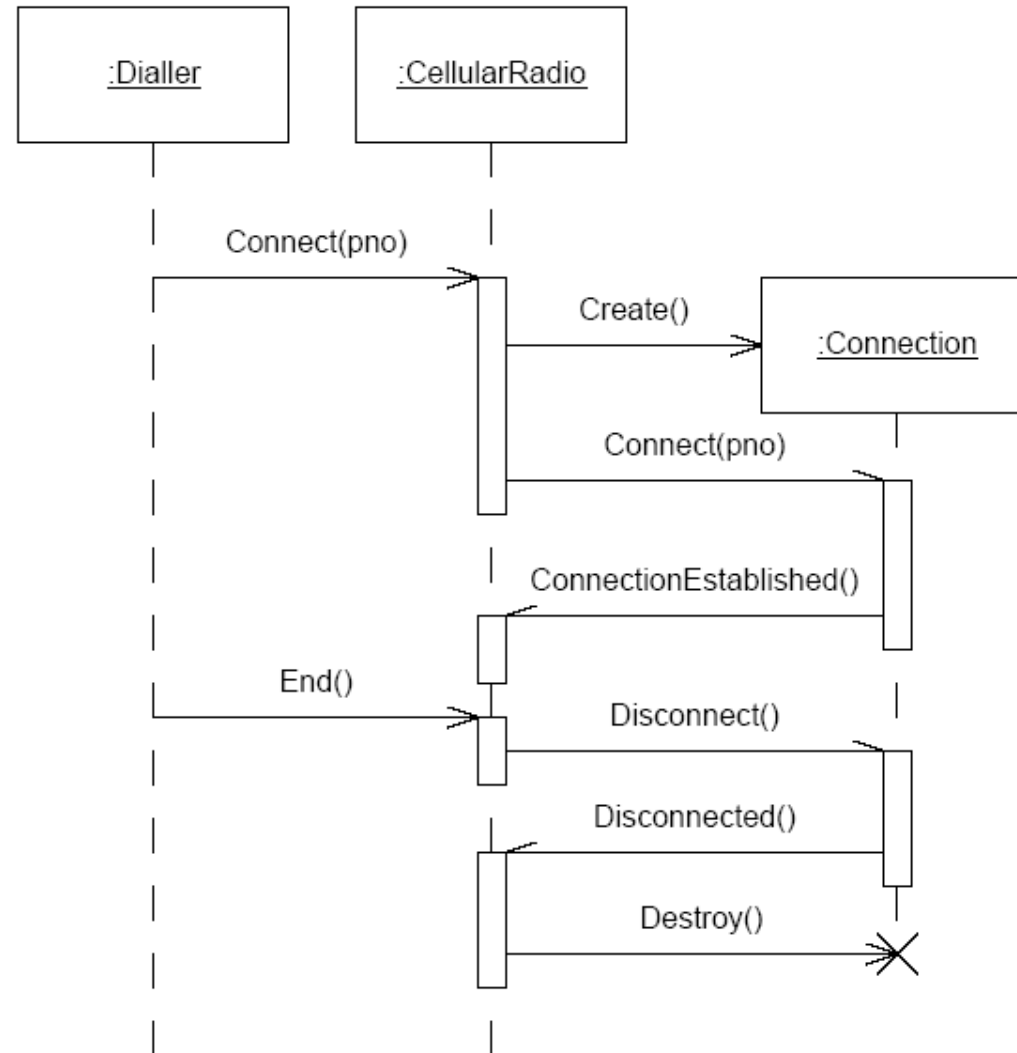 :Dialler
:CellularRadio
Connect(pno)
Create()
:Connection
Connect(pno)
ConnectionEstablished()
End()
Disconnect()
Disconnected()
Destroy()